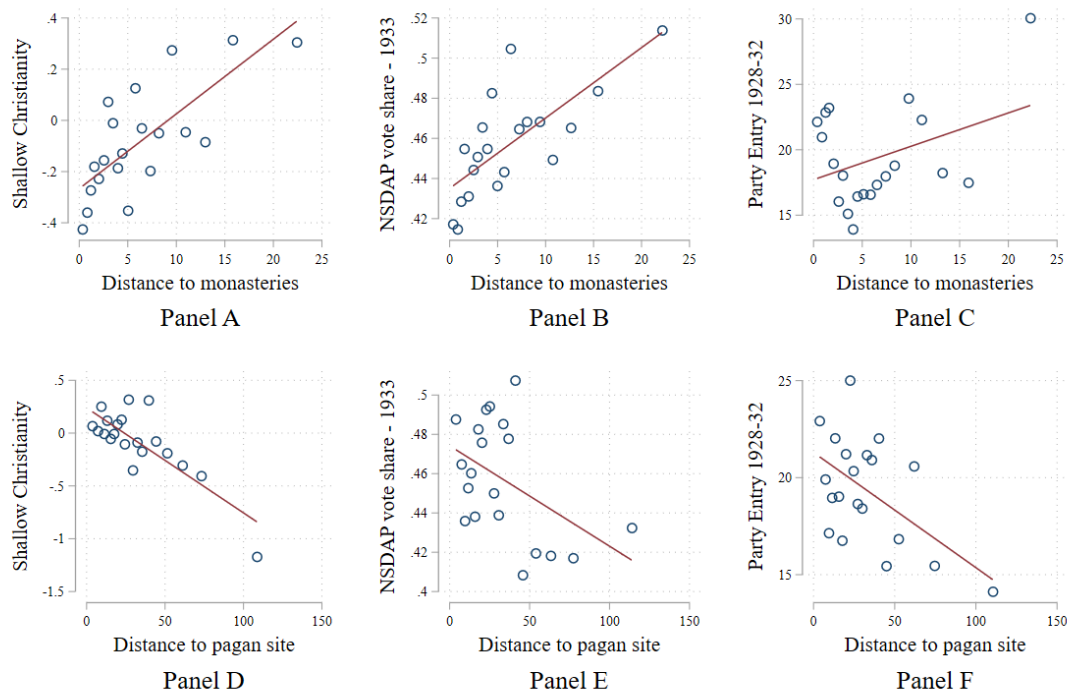 Shallow Christianity
.4
.2
0
-.2
-.4
0 5 10 15 20 25
Distance to monasteries
Panel A
NSDAP vote share - 1933
.52
.5
.48
.46
.44
.42
0 5 10 15 20 25
Distance to monasteries
Panel B
Party Entry 1928-32
30
25
20
15
0 5 10 15 20 25
Distance to monasteries
Panel C
Shallow Christianity
.5
0
-.5
-1
-1.5
0 50 100 150
Distance to pagan site
Panel D
NSDAP vote share - 1933
.5
.48
.46
.44
.42
.4
0 50 100 150
Distance to pagan site
Panel E
Party Entry 1928-32
25
20
15
0 50 100 150
Distance to pagan site
Panel F